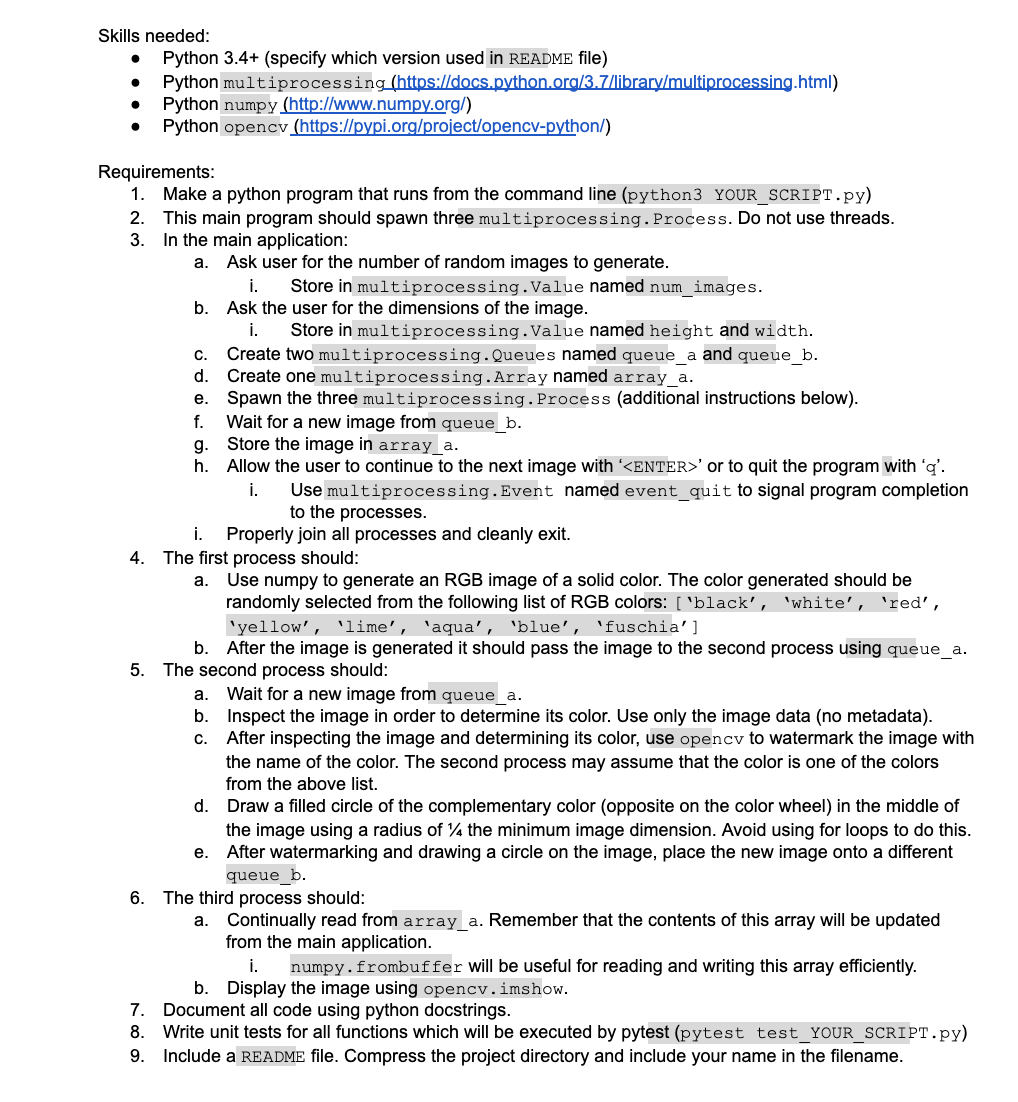 Skills needed:
● Python 3.4+ (specify which version used in README file)
● Python multiprocessing (https://docs.python.org/3.7/library/multiprocessing.html)
● Python numpy (http://www.numpy.org/)
● Python opencv (https://pypi.org/project/opencv-python/)
Requirements:
1. Make a python program that runs from the command line (python3 YOUR_SCRIPT.py)
2. This main program should spawn three multiprocessing.Process. Do not use threads.
3. In the main application:
a. Ask user for the number of random images to generate.
i. Store in multiprocessing.Value named num_images.
b. Ask the user for the dimensions of the image.
i. Store in multiprocessing.Value named height and width.
c. Create two multiprocessing.Queues named queue_a and queue_b.
d. Create one multiprocessing.Array named array_a.
e. Spawn the three multiprocessing.Process (additional instructions below).
f. Wait for a new image from queue_b.
g. Store the image in array_a.
h. Allow the user to continue to the next image with ‘<ENTER>’ or to quit the program with ‘q’.
i. Use multiprocessing.Event named event_quit to signal program completion
to the processes.
i. Properly join all processes and cleanly exit.
4. The first process should:
a. Use numpy to generate an RGB image of a solid color. The color generated should be
randomly selected from the following list of RGB colors: [‘black’, ‘white’, ‘red’,
‘yellow’, ‘lime’, ‘aqua’, ‘blue’, ‘fuschia’]
b. After the image is generated it should pass the image to the second process using queue_a.
5. The second process should:
a. Wait for a new image from queue_a.
b. Inspect the image in order to determine its color. Use only the image data (no metadata).
c. After inspecting the image and determining its color, use opencv to watermark the image with
the name of the color. The second process may assume that the color is one of the colors
from the above list.
d. Draw a filled circle of the complementary color (opposite on the color wheel) in the middle of
the image using a radius of ¼ the minimum image dimension. Avoid using for loops to do this.
e. After watermarking and drawing a circle on the image, place the new image onto a different
queue_b.
6. The third process should:
a. Continually read from array_a. Remember that the contents of this array will be updated
from the main application.
i. numpy.frombuffer will be useful for reading and writing this array efficiently.
b. Display the image using opencv.imshow.
7. Document all code using python docstrings.
8. Write unit tests for all functions which will be executed by pytest (pytest test_YOUR_SCRIPT.py)
9. Include a README file. Compress the project directory and include your name in the filename.